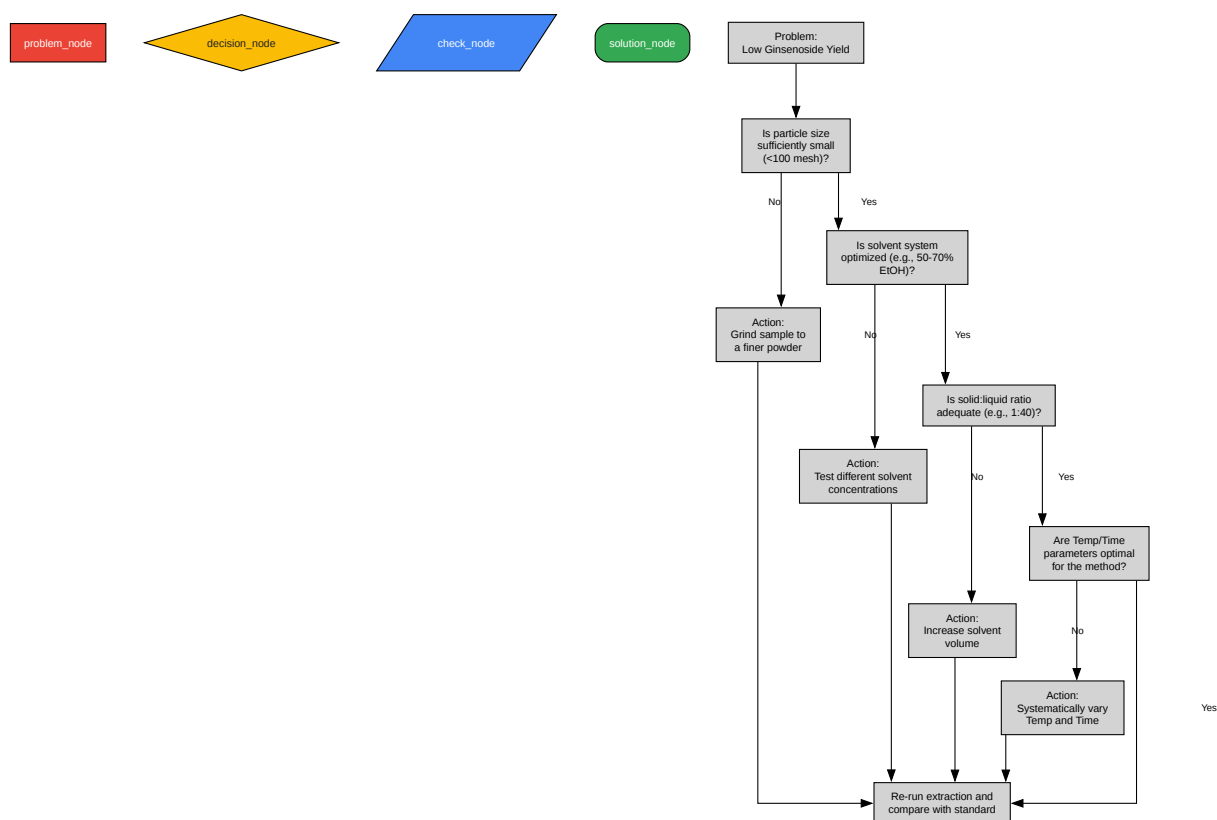 problem_node
decision_node
check_node
solution_node
Problem:
Low Ginsenoside Yield
Is particle size
sufficiently small
(<100 mesh)?
No
Yes
Is solvent system
optimized (e.g., 50-70%
EtOH)?
Action:
Grind sample to
a finer powder
No
Yes
Is solid:liquid ratio
adequate (e.g., 1:40)?
Action:
Test different solvent
concentrations
No
Yes
Are Temp/Time
parameters optimal
for the method?
Action:
Increase solvent
volume
No
Action:
Systematically vary
Temp and Time
Yes
Re-run extraction and
compare with standard